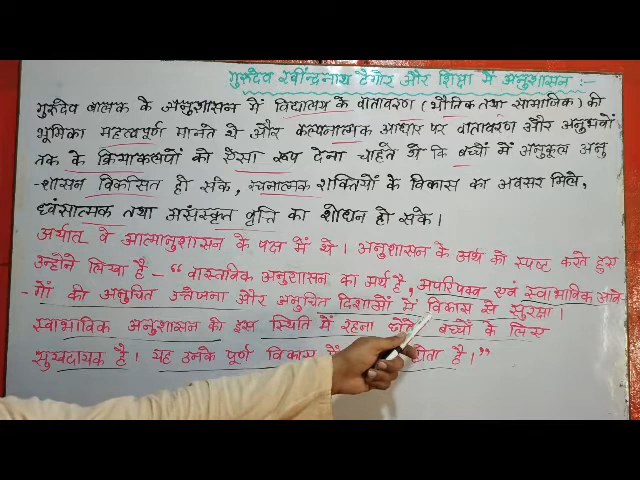 गुरुदेव रवींद्रनाथ टैगोर और शिक्षा में अनुशासन :-
गुरुदेव बालक के अनुशासन में विद्यालय के वातावरण (भौतिक तथा सामाजिक) की
भूमिका महत्वपूर्ण मानते थे और कल्पनात्मक आधार पर वातावरण और अनुभवों
तक के क्रियाकलापों को ऐसा रूप देना चाहते थे कि बच्चों में अनुकूल अनु
-शासन विकसित हो सके, रचनात्मक शक्तियों के विकास का अवसर मिले,
ध्वंसात्मक तथा असंस्कृत वृत्ति का शोधन हो सके।
अर्थात् वे आत्मानुशासन के पक्ष में थे। अनुशासन के अर्थ को स्पष्ट करते हुए
उन्होंने लिखा है - "वास्तविक अनुशासन का अर्थ है, अपरिपक्व एवं स्वाभाविक आवे-
-गों की अनुचित उत्तेजना और अनुचित दिशाओं में विकास से सुरक्षा।
स्वाभाविक अनुशासन की इस स्थिति में रहना छोटे बच्चों के लिए
सुखदायक है। यह उनके पूर्ण विकास में है।"